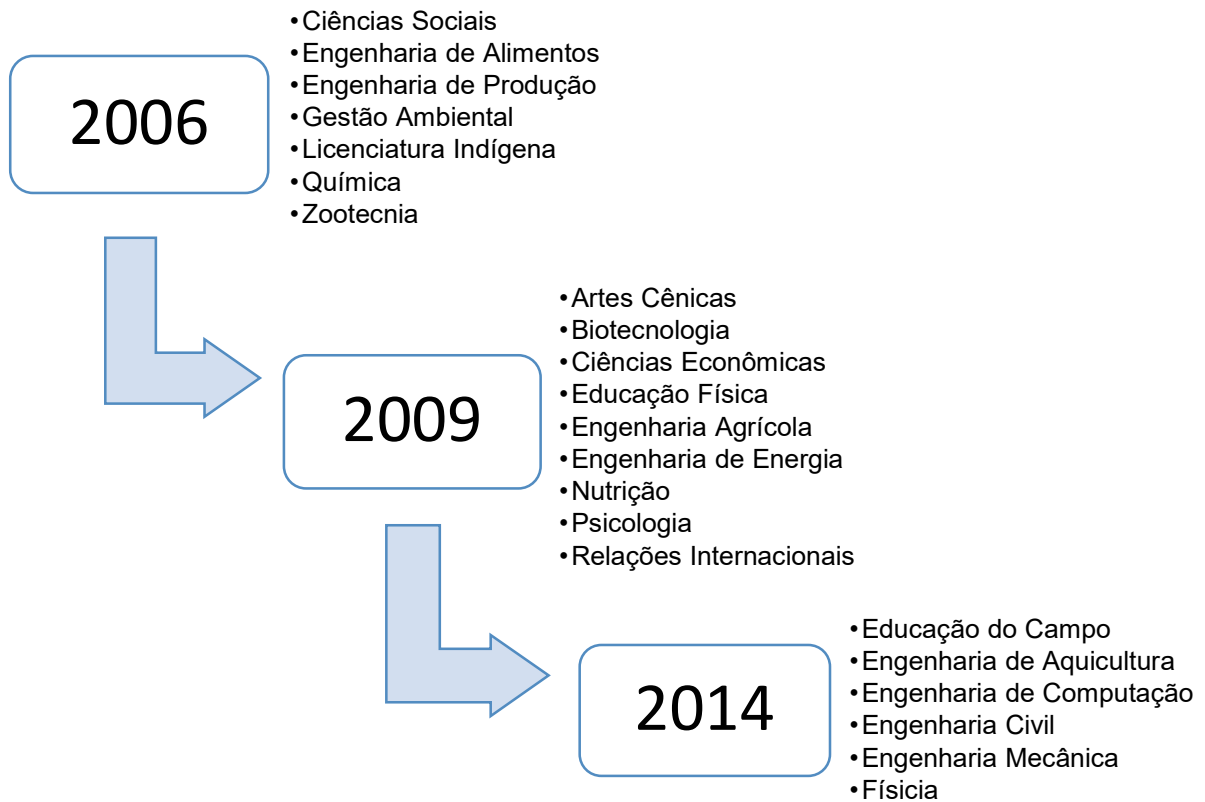 2006
•Ciências Sociais
•Engenharia de Alimentos
•Engenharia de Produção
•Gestão Ambiental
•Licenciatura Indígena
•Química
•Zootecnia
2009
•Artes Cênicas
•Biotecnologia
•Ciências Econômicas
•Educação Física
•Engenharia Agrícola
•Engenharia de Energia
•Nutrição
•Psicologia
•Relações Internacionais
2014
•Educação do Campo
•Engenharia de Aquicultura
•Engenharia de Computação
•Engenharia Civil
•Engenharia Mecânica
•Físicia